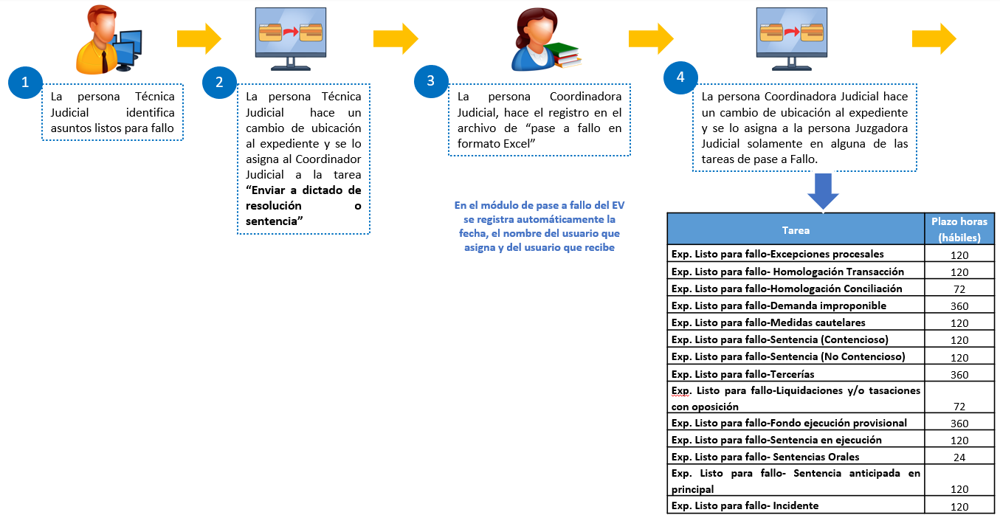 1
La persona Técnica
Judicial identifica
asuntos listos para fallo
2
La persona Técnica
Judicial hace un
cambio de ubicación
al expediente y se lo
asigna al Coordinador
Judicial a la tarea
“Enviar a dictado de
resolución o
sentencia”
3
La persona Coordinadora
Judicial, hace el registro en el
archivo de “pase a fallo en
formato Excel”
En el módulo de pase a fallo del EV
se registra automáticamente la
fecha, el nombre del usuario que
asigna y del usuario que recibe
4
La persona Coordinadora Judicial hace
un cambio de ubicación al expediente
y se lo asigna a la persona Juzgadora
Judicial solamente en alguna de las
tareas de pase a Fallo.
Tarea Plazo horas
(hábiles)
Exp. Listo para fallo-Excepciones procesales 120
Exp. Listo para fallo- Homologación Transacción 120
Exp. Listo para fallo-Homologación Conciliación 72
Exp. Listo para fallo-Demanda improponible 360
Exp. Listo para fallo-Medidas cautelares 120
Exp. Listo para fallo-Sentencia (Contencioso) 120
Exp. Listo para fallo-Sentencia (No Contencioso) 120
Exp. Listo para fallo-Tercerías 360
Exp. Listo para fallo-Liquidaciones y/o tasaciones
con oposición 72
Exp. Listo para fallo-Fondo ejecución provisional 360
Exp. Listo para fallo-Sentencia en ejecución 120
Exp. Listo para fallo- Sentencias Orales 24
Exp. Listo para fallo- Sentencia anticipada en
principal 120
Exp. Listo para fallo- Incidente 120